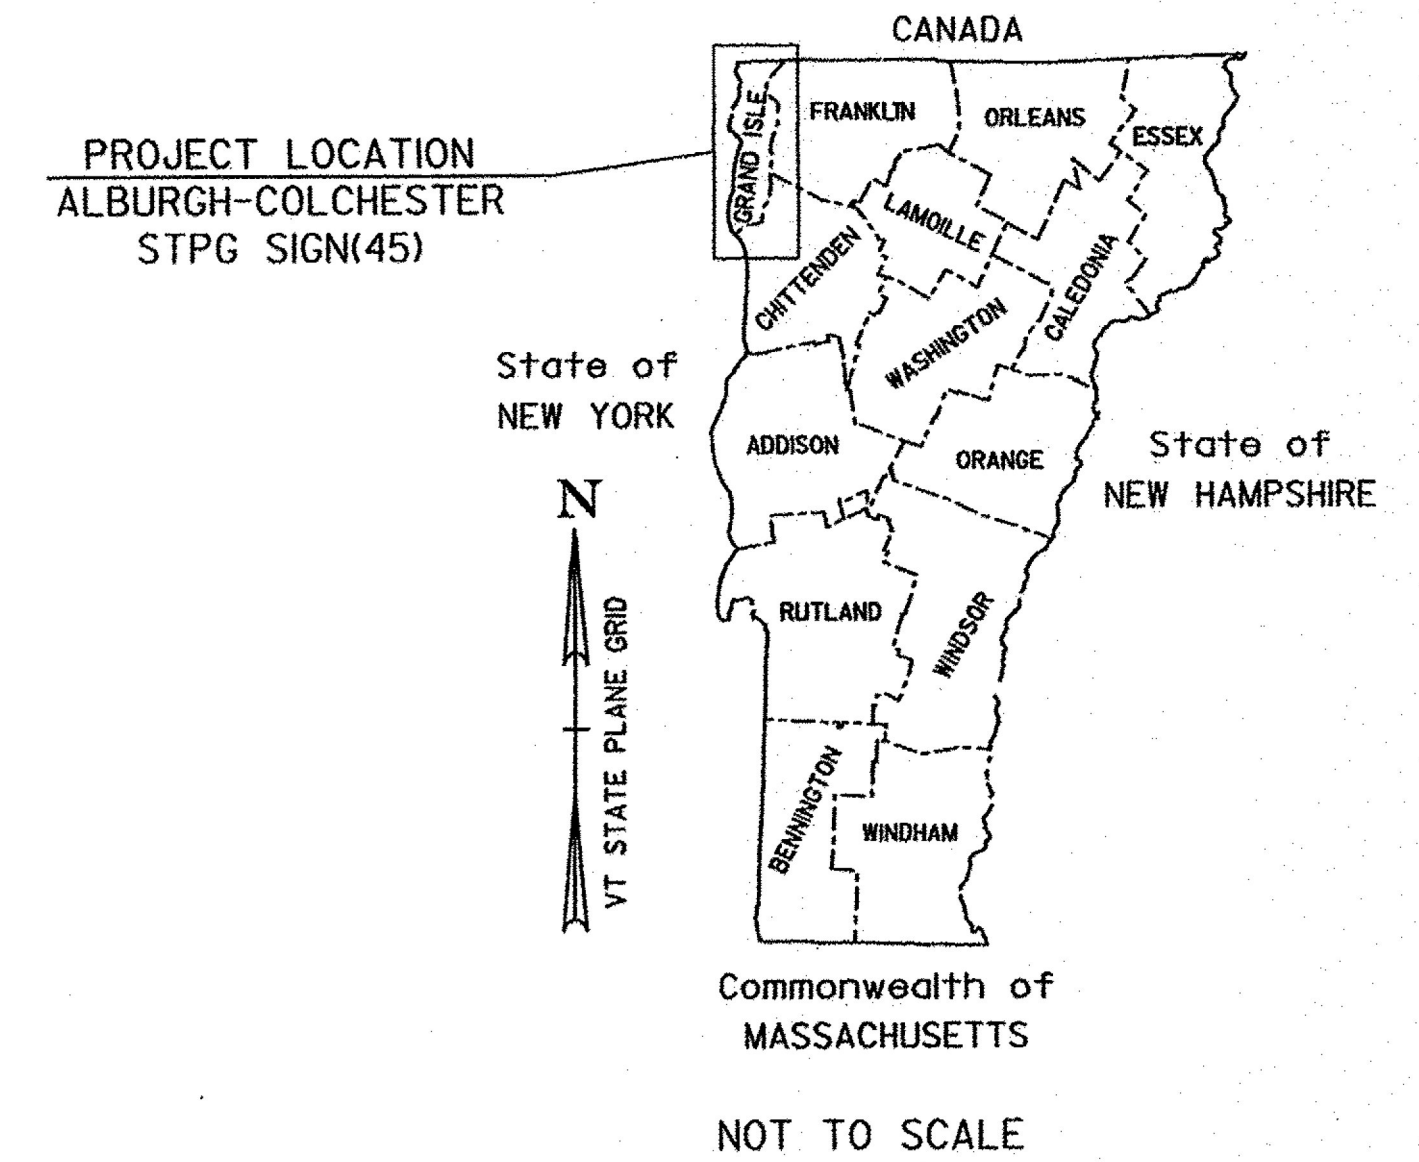 CANADA
PROJECT LOCATION
ALBURGH-COLCHESTER
STPG SIGN(45)
GRAND ISLE
FRANKLIN
ORLEANS
ESSEX
LAMOILLE
CHITTENDEN
CALEDONIA
WASHINGTON
State of
NEW YORK
ADDISON
ORANGE
State of
NEW HAMPSHIRE
N
VT STATE PLANE GRID
RUTLAND
WINDSOR
BENNINGTON
WINDHAM
Commonwealth of
MASSACHUSETTS
NOT TO SCALE